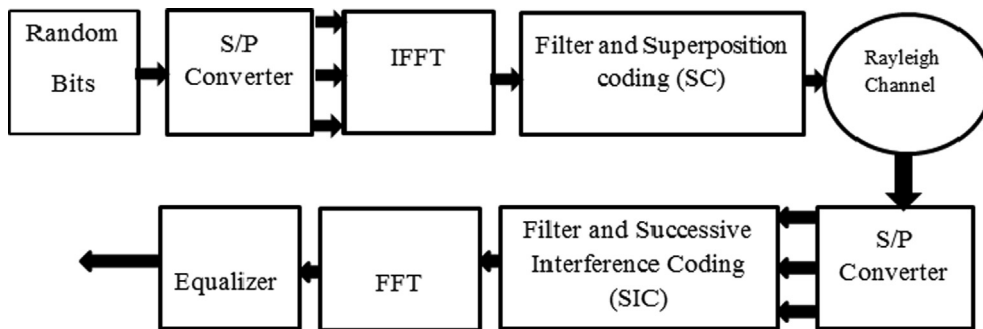 Random
Bits
S/P
Converter
IFFT
Filter and Superposition
coding (SC)
Rayleigh
Channel
S/P
Converter
Filter and Successive
Interference Coding
(SIC)
FFT
Equalizer